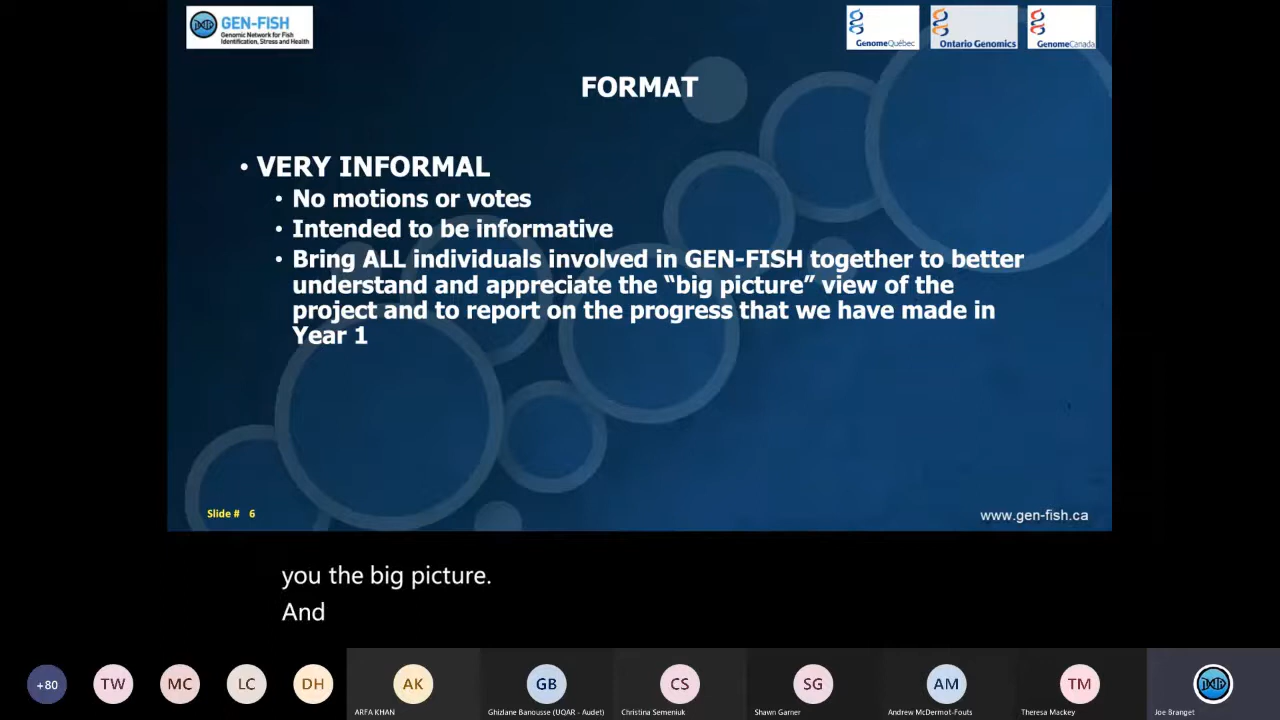 GEN-FISH
Genomic Network for Fish
Identification, Stress and Health
GenomeQuébec
Ontario Genomics
GenomeCanada
FORMAT
• VERY INFORMAL
• No motions or votes
• Intended to be informative
• Bring ALL individuals involved in GEN-FISH together to better
understand and appreciate the “big picture” view of the
project and to report on the progress that we have made in
Year 1
Slide # 6
www.gen-fish.ca
you the big picture.
And
+80
TW
MC
LC
DH
AK
GB
CS
SG
AM
TM
ARFA KHAN
Ghizlane Banousse (UQAR - Audet)
Christina Semeniuk
Shawn Garner
Andrew McDermot-Fouts
Theresa Mackey
Joe Branget